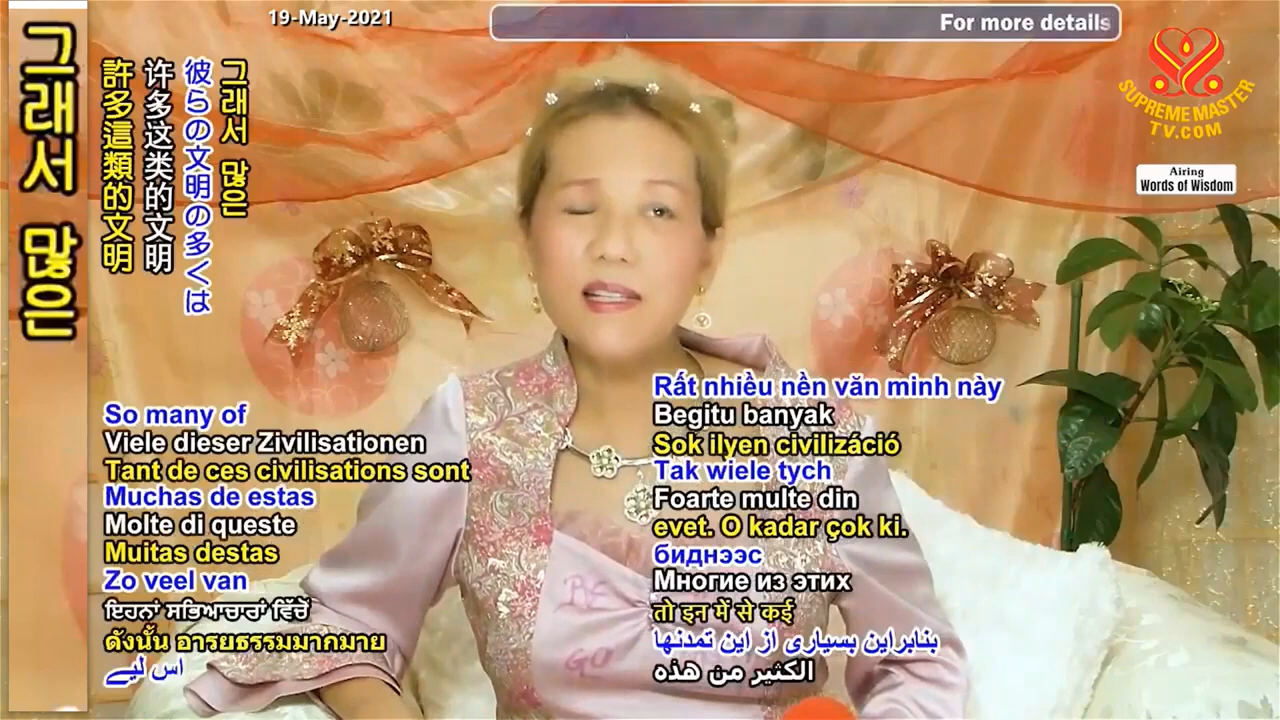 19-May-2021
For more details
SUPREME MASTER
TV.COM
Airing
Words of Wisdom
그래서 많은
그래서 많은
彼らの文明の多くは
许多这类的文明
許多這類的文明
So many of
Viele dieser Zivilisationen
Tant de ces civilisations sont
Muchas de estas
Molte di queste
Muitas destas
Zo veel van
ਇਹਨਾਂ ਸਭਿਆਚਾਰਾਂ ਵਿੱਚੋਂ
ดังนั้น อารยธรรมมากมาย
اس لیے
Rất nhiều nền văn minh này
Begitu banyak
Sok ilyen civilizáció
Tak wiele tych
Foarte multe din
evet. O kadar çok ki.
биднээс
Многие из этих
तो इन में से कई
بنابراین بسیاری از این تمدنها
الكثير من هذه
RE
GO